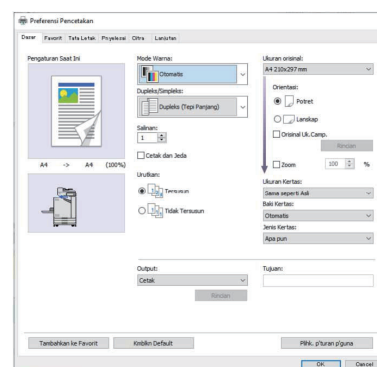 Preferensi Pencetakan
Dasar Favorit Tata Letak Pnyelesai Citra Lanjutan
Pengaturan Saat Ini
A4 -> A4 (100%)
Mode Warna:
Otomatis
Dupleks/Simpleks:
Dupleks (Tepi Panjang)
Salinan:
1
Cetak dan Jeda
Urutkan:
Tersusun
Tidak Tersusun
Ukuran orisinal:
A4 210x297 mm
Orientasi:
Potret
Lanskap
Orisinal Uk.Camp.
Rincian
Zoom 100 %
Ukuran Kertas:
Sama seperti Asli
Baki Kertas:
Otomatis
Jenis Kertas:
Apa pun
Output:
Cetak
Rincian
Tujuan:
Tambahkan ke Favorit Kmblikn Default Plihk. p'turan p'guna
OK Cancel